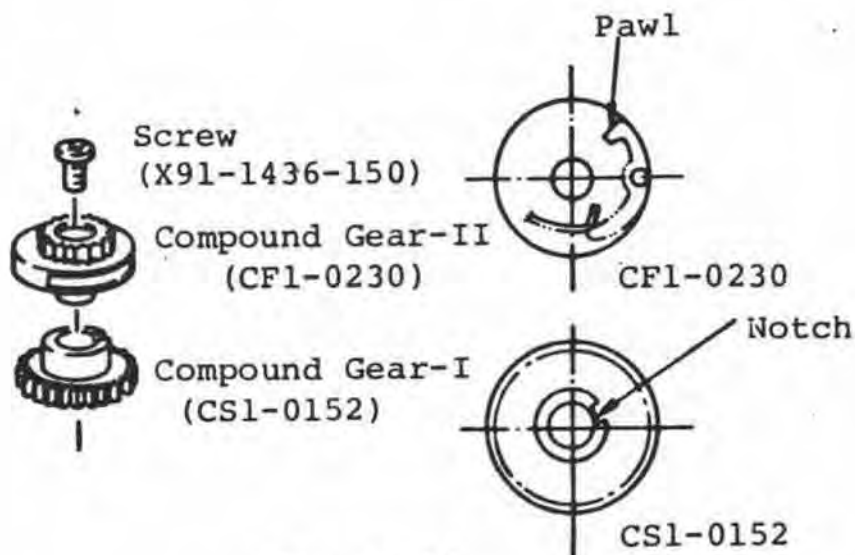 Pawl
Screw
(X91-1436-150)
Compound Gear-II
(CF1-0230)
CF1-0230
Notch
Compound Gear-I
(CS1-0152)
CS1-0152